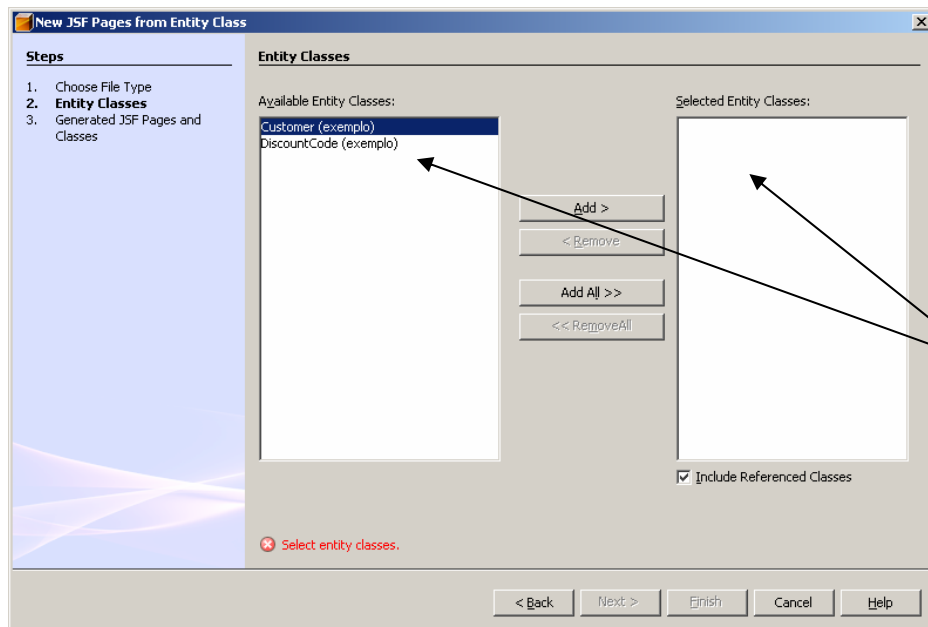 New JSF Pages from Entity Class
Steps
1. Choose File Type
2. Entity Classes
3. Generated JSF Pages and
Classes
Entity Classes
Available Entity Classes:
Customer (exemplo)
DiscountCode (exemplo)
Add >
< Remove
Add All >>
<< RemoveAll
Selected Entity Classes:
Include Referenced Classes
Select entity classes.
< Back
Next >
Finish
Cancel
Help